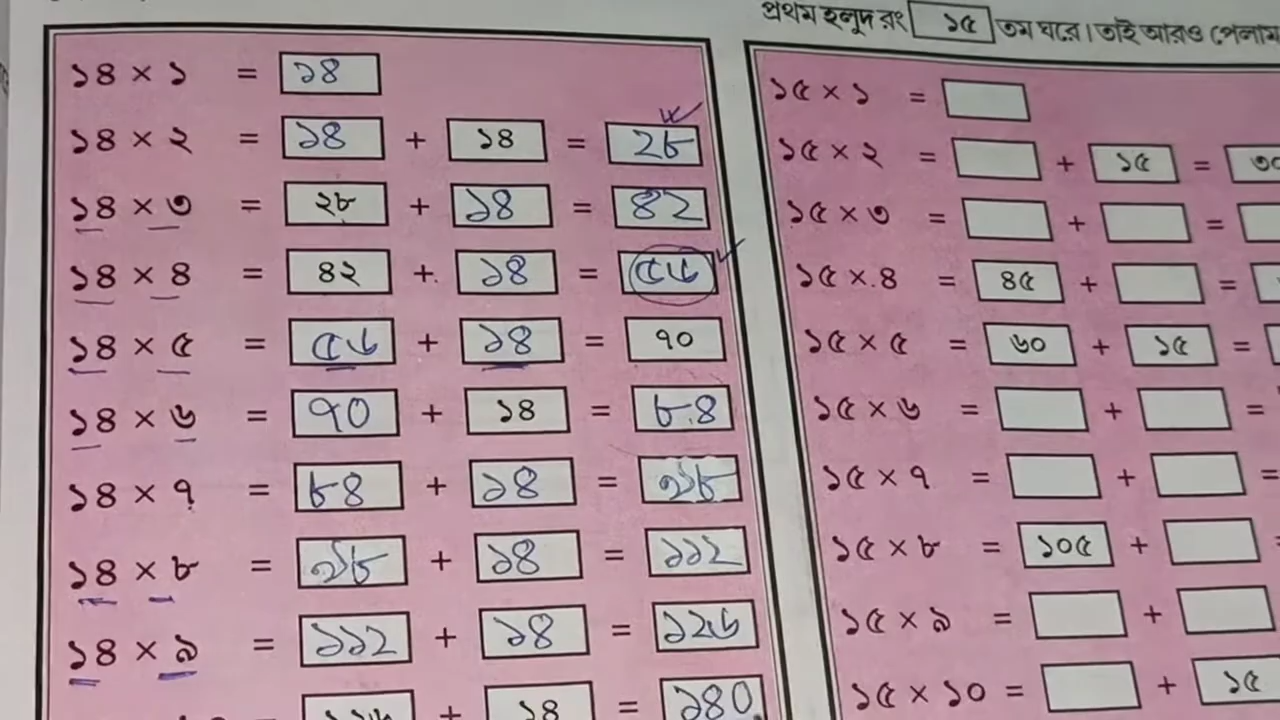 প্রথম হলুদ রং ১৫ তম ঘরে। তাই আরও পেলাম
১৪ × ১ = ১৪
১৪ × ২ = ১৪ + ১৪ = ২৮
১৪ × ৩ = ২৮ + ১৪ = ৪২
১৪ × ৪ = ৪২ + ১৪ = ৫৬
১৪ × ৫ = ৫৬ + ১৪ = ৭০
১৪ × ৬ = ৭০ + ১৪ = ৮৪
১৪ × ৭ = ৮৪ + ১৪ = ৯৮
১৪ × ৮ = ৯৮ + ১৪ = ১১২
১৪ × ৯ = ১১২ + ১৪ = ১২৬
১২৬ + ১৪ = ১৪০
১৫ × ১ =
১৫ × ২ = + ১৫ = ৩০
১৫ × ৩ = + =
১৫ × ৪ = ৪৫ + =
১৫ × ৫ = ৬০ + ১৫ =
১৫ × ৬ = + =
১৫ × ৭ = + =
১৫ × ৮ = ১০৫ + =
১৫ × ৯ = +
১৫ × ১০ = + ১৫